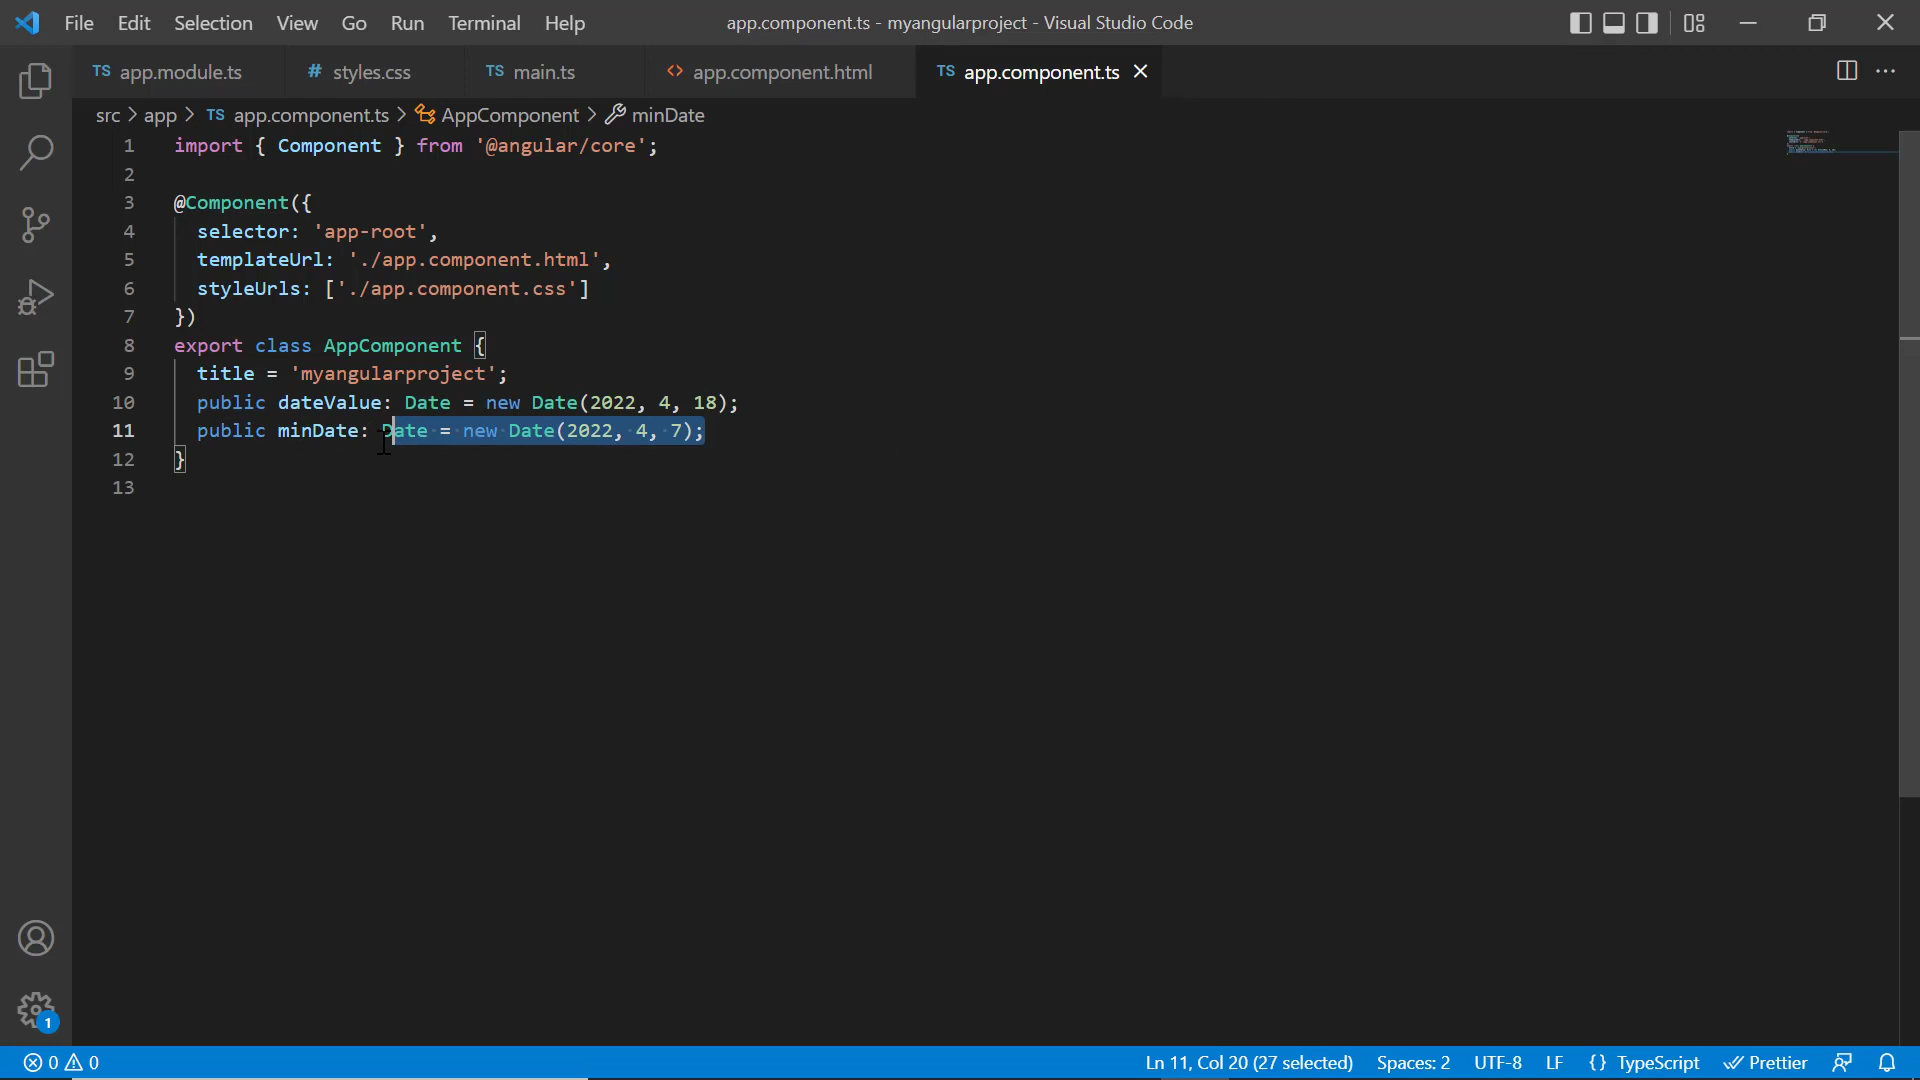 File Edit Selection View Go Run Terminal Help app.component.ts - myangularproject - Visual Studio Code
TS app.module.ts # styles.css TS main.ts <> app.component.html TS app.component.ts
src > app > TS app.component.ts > AppComponent > minDate
1 import { Component } from '@angular/core';
2
3 @Component({
4 selector: 'app-root',
5 templateUrl: './app.component.html',
6 styleUrls: ['./app.component.css']
7 })
8 export class AppComponent {
9 title = 'myangularproject';
10 public dateValue: Date = new Date(2022, 4, 18);
11 public minDate: Date = new Date(2022, 4, 7);
12 }
13
1
0 0 Ln 11, Col 20 (27 selected) Spaces: 2 UTF-8 LF {} TypeScript Prettier